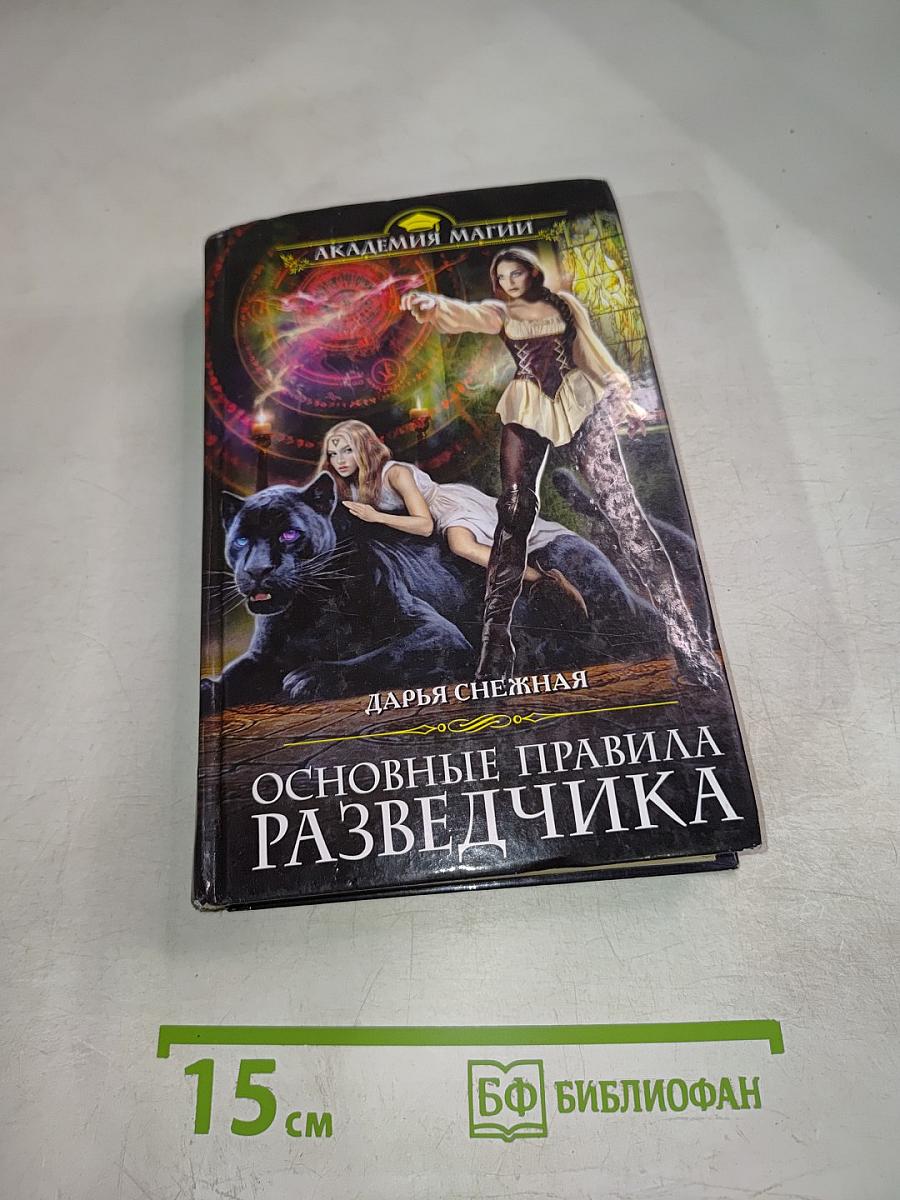 АКАДЕМИЯ МАГИИ
ДАРЬЯ СНЕЖНАЯ
ОСНОВНЫЕ ПРАВИЛА
РАЗВЕДЧИКА
15 см
БФ БИБЛИОФАН